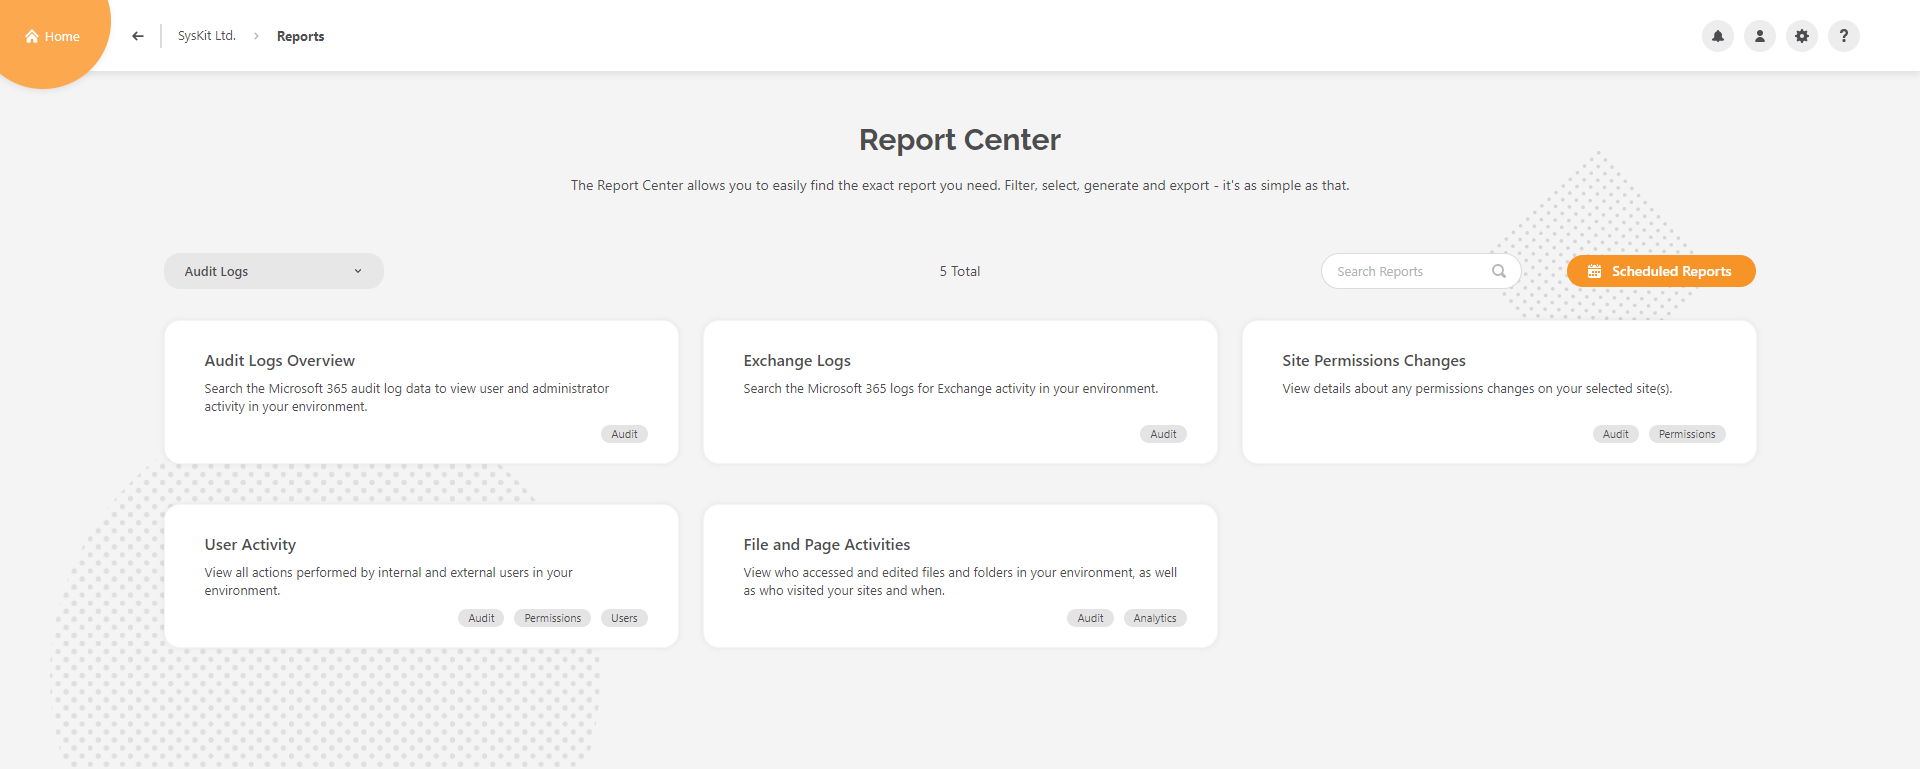 Home
SysKit Ltd. > Reports
?
Report Center
The Report Center allows you to easily find the exact report you need. Filter, select, generate and export - it's as simple as that.
Audit Logs
5 Total
Search Reports
Scheduled Reports
Audit Logs Overview
Search the Microsoft 365 audit log data to view user and administrator
activity in your environment.
Audit
Exchange Logs
Search the Microsoft 365 logs for Exchange activity in your environment.
Audit
Site Permissions Changes
View details about any permissions changes on your selected site(s).
Audit Permissions
User Activity
View all actions performed by internal and external users in your
environment.
Audit Permissions Users
File and Page Activities
View who accessed and edited files and folders in your environment, as well
as who visited your sites and when.
Audit Analytics